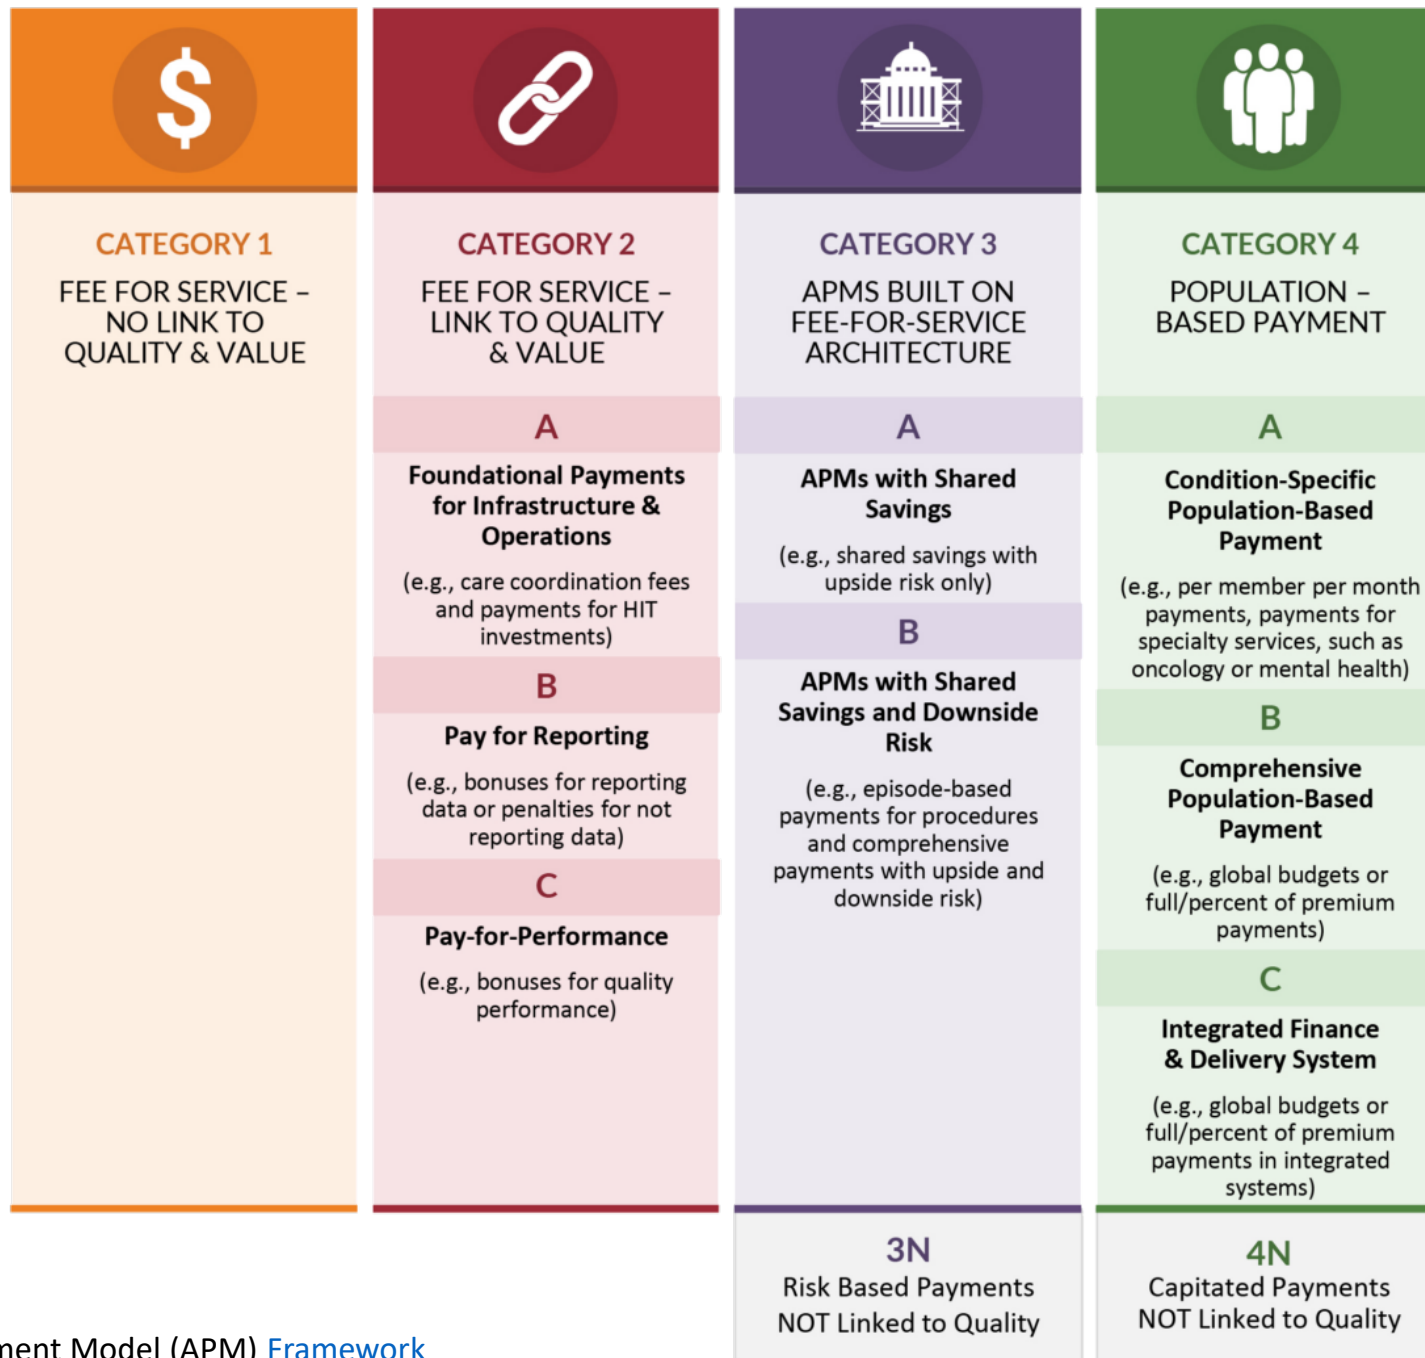 $
CATEGORY 1
FEE FOR SERVICE –
NO LINK TO
QUALITY & VALUE
CATEGORY 2
FEE FOR SERVICE –
LINK TO QUALITY
& VALUE
A
Foundational Payments
for Infrastructure &
Operations
(e.g., care coordination fees
and payments for HIT
investments)
B
Pay for Reporting
(e.g., bonuses for reporting
data or penalties for not
reporting data)
C
Pay-for-Performance
(e.g., bonuses for quality
performance)
CATEGORY 3
APMS BUILT ON
FEE-FOR-SERVICE
ARCHITECTURE
A
APMs with Shared
Savings
(e.g., shared savings with
upside risk only)
B
APMs with Shared
Savings and Downside
Risk
(e.g., episode-based
payments for procedures
and comprehensive
payments with upside and
downside risk)
3N
Risk Based Payments
NOT Linked to Quality
CATEGORY 4
POPULATION –
BASED PAYMENT
A
Condition-Specific
Population-Based
Payment
(e.g., per member per month
payments, payments for
specialty services, such as
oncology or mental health)
B
Comprehensive
Population-Based
Payment
(e.g., global budgets or
full/percent of premium
payments)
C
Integrated Finance
& Delivery System
(e.g., global budgets or
full/percent of premium
payments in integrated
systems)
4N
Capitated Payments
NOT Linked to Quality
Model (APM) Framework